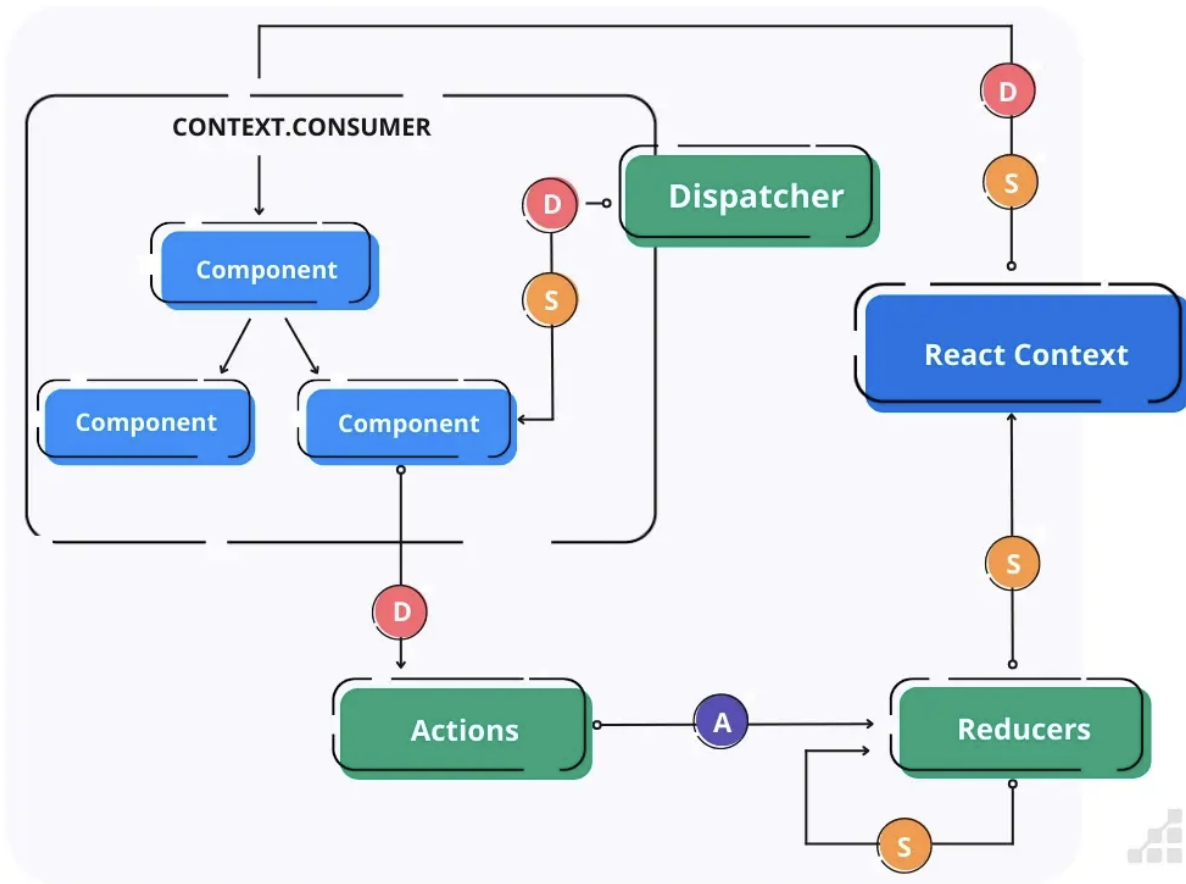 D
CONTEXT.CONSUMER
S
Dispatcher
D
Component
S
React Context
Component
Component
S
D
Actions
A
Reducers
S